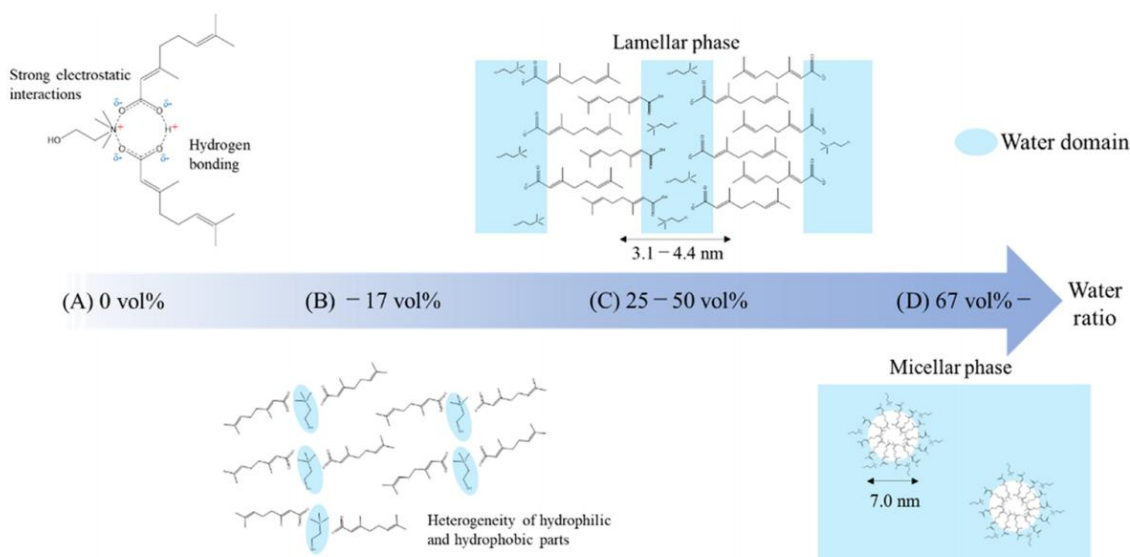 Strong electrostatic
interactions
δ-
δ-
O
O
N
+
H
+
HO
O
O
δ-
δ-
Hydrogen
bonding
Lamellar phase
3.1 – 4.4 nm
Water domain
(A) 0 vol%
(B) – 17 vol%
(C) 25 – 50 vol%
(D) 67 vol% –
Water
ratio
Heterogeneity of hydrophilic
and hydrophobic parts
Micellar phase
7.0 nm